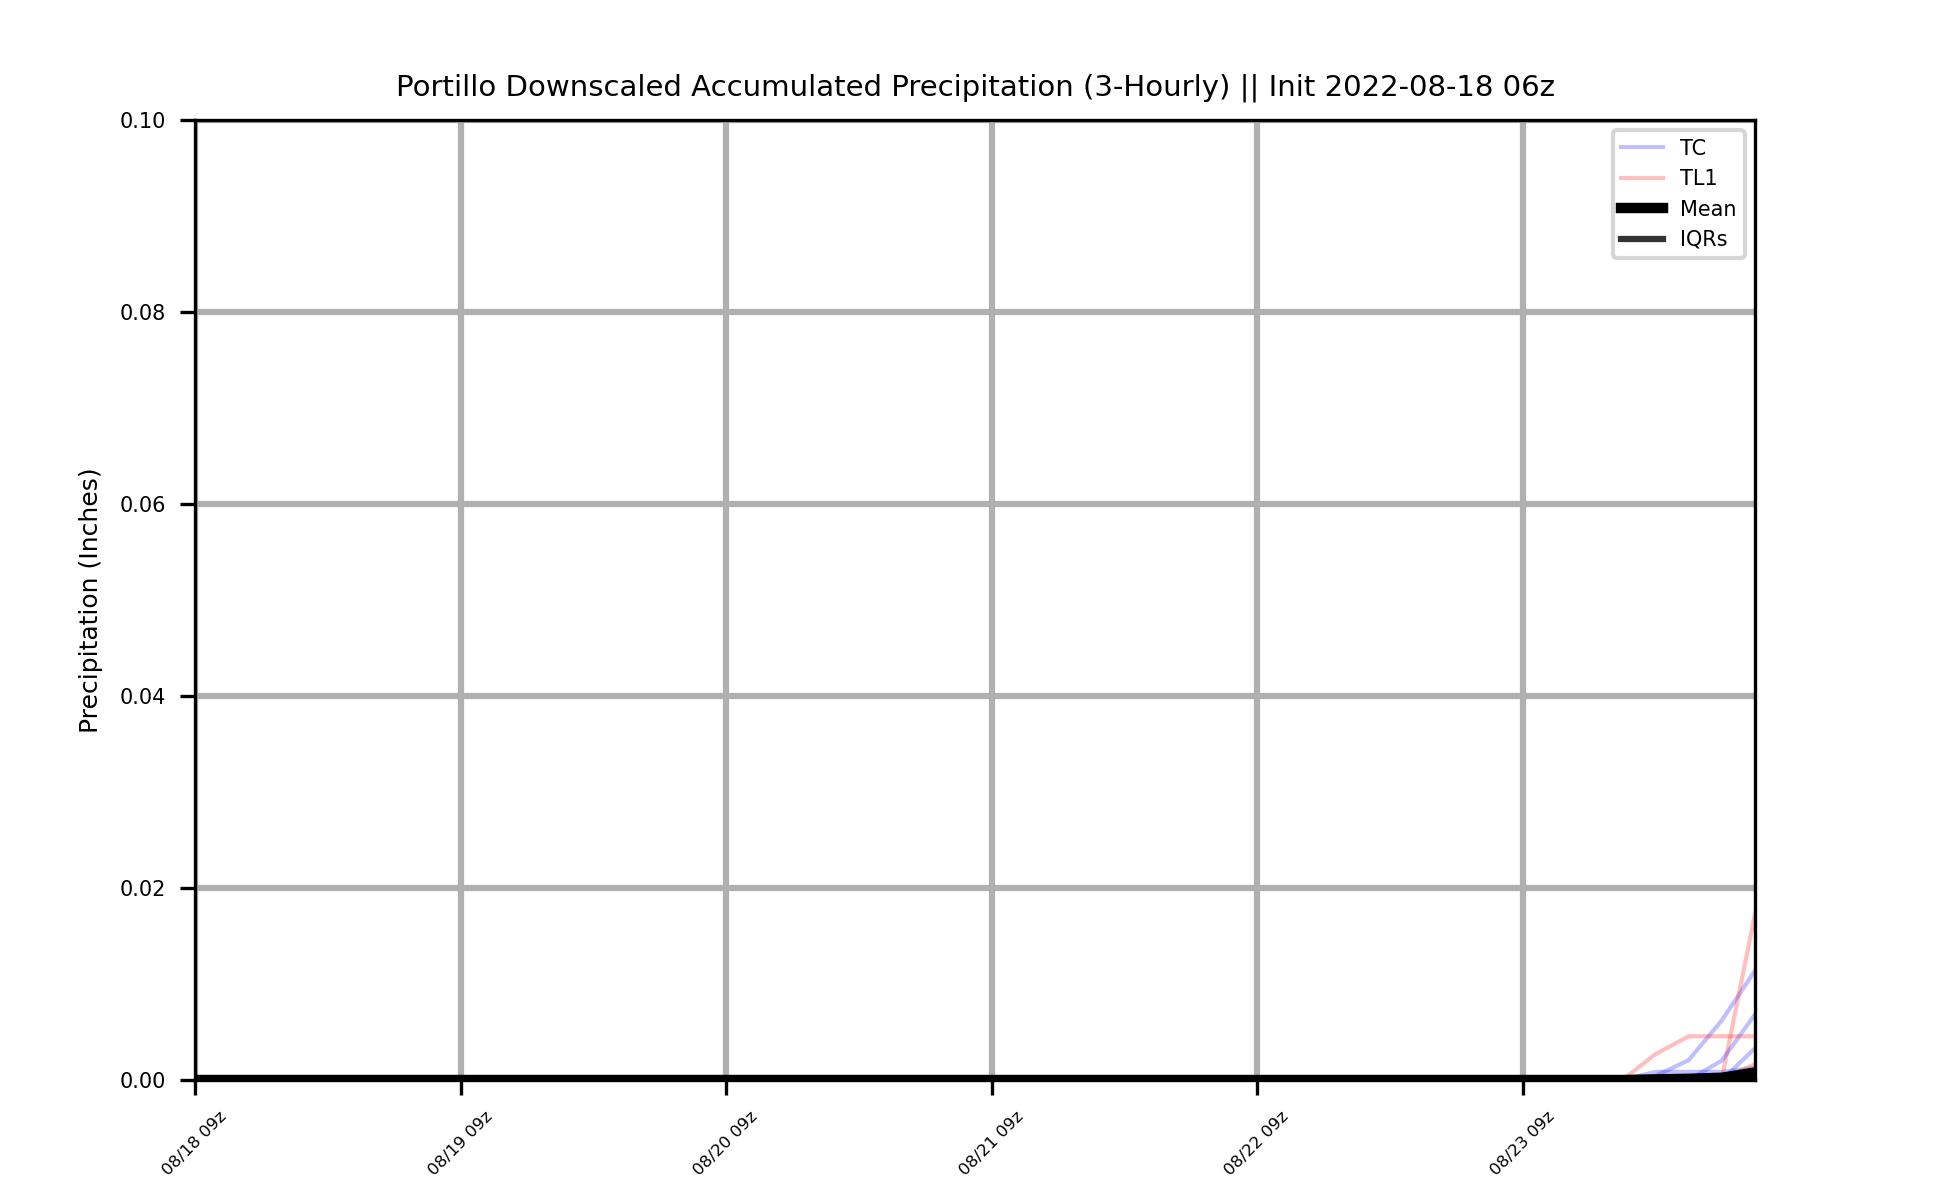 Portillo Downscaled Accumulated Precipitation (3-Hourly) || Init 2022-08-18 06z
0.10
0.08
0.06
0.04
0.02
0.00
Precipitation (Inches)
TC
TL1
Mean
IQRs
08/18 09z
08/19 09z
08/20 09z
08/21 09z
08/22 09z
08/23 09z